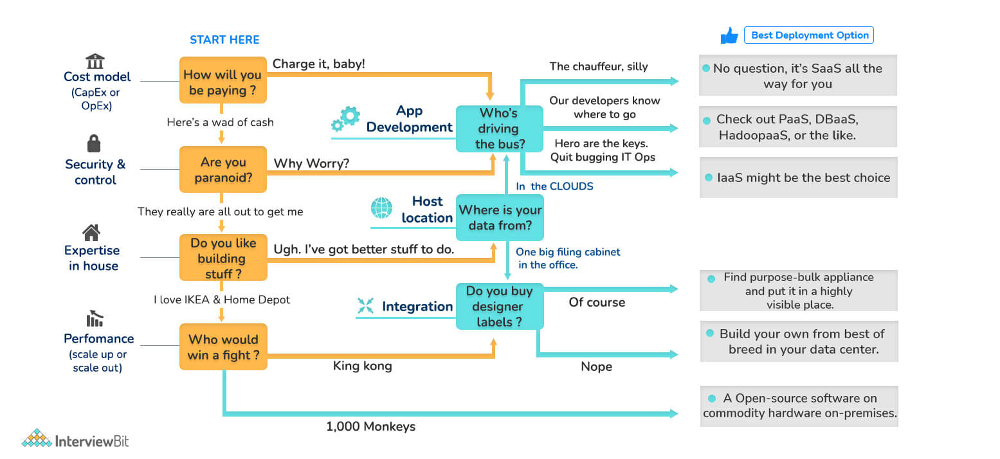 START HERE
Best Deployment Option
Cost model
(CapEx or
OpEx)
How will you
be paying ?
Charge it, baby!
The chauffeur, silly
No question, it's SaaS all the
way for you
Here's a wad of cash
App
Development
Who's
driving
the bus?
Our developers know
where to go
Check out PaaS, DBaaS,
HadoopaaS, or the like.
Security &
control
Are you
paranoid?
Why Worry?
Hero are the keys.
Quit bugging IT Ops
IaaS might be the best choice
In the CLOUDS
They really are all out to get me
Host
location
Where is your
data from?
Expertise
in house
Do you like
building
stuff ?
Ugh. I've got better stuff to do.
One big filing cabinet
in the office.
I love IKEA & Home Depot
Integration
Do you buy
designer
labels ?
Of course
Find purpose-bulk appliance
and put it in a highly
visible place.
Perfomance
(scale up or
scale out)
Who would
win a fight ?
King kong
Nope
Build your own from best of
breed in your data center.
1,000 Monkeys
A Open-source software on
commodity hardware on-premises.
InterviewBit